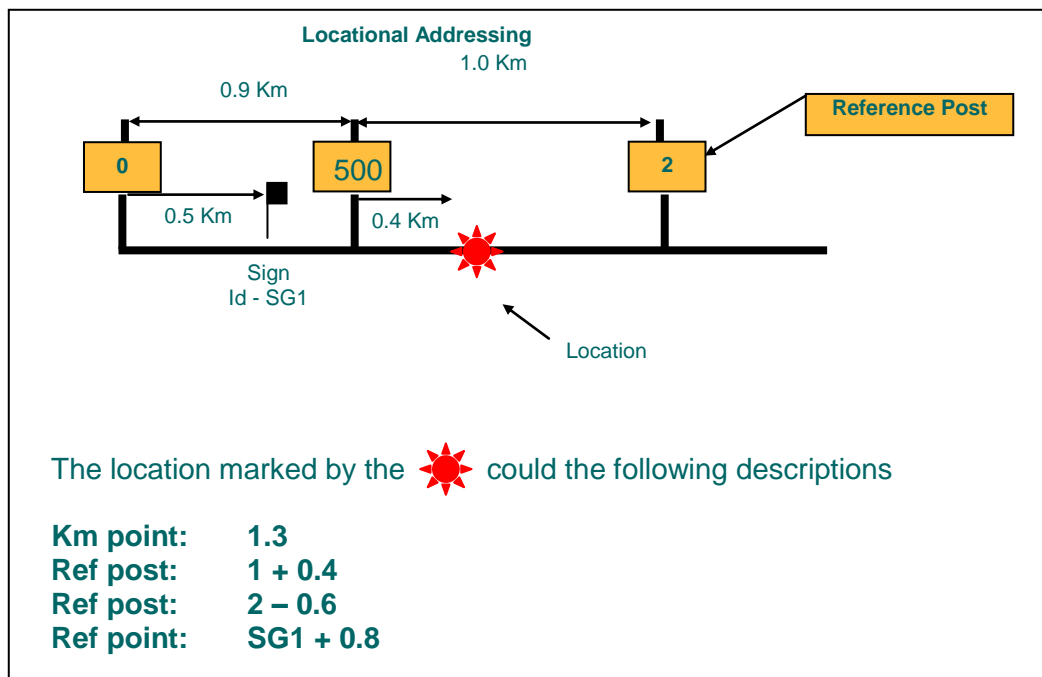 Locational Addressing
1.0 Km
0.9 Km
Reference Post
0
500
2
0.5 Km
0.4 Km
Sign
Id - SG1
Location
The location marked by the could the following descriptions
Km point: 1.3
Ref post: 1 + 0.4
Ref post: 2 – 0.6
Ref point: SG1 + 0.8